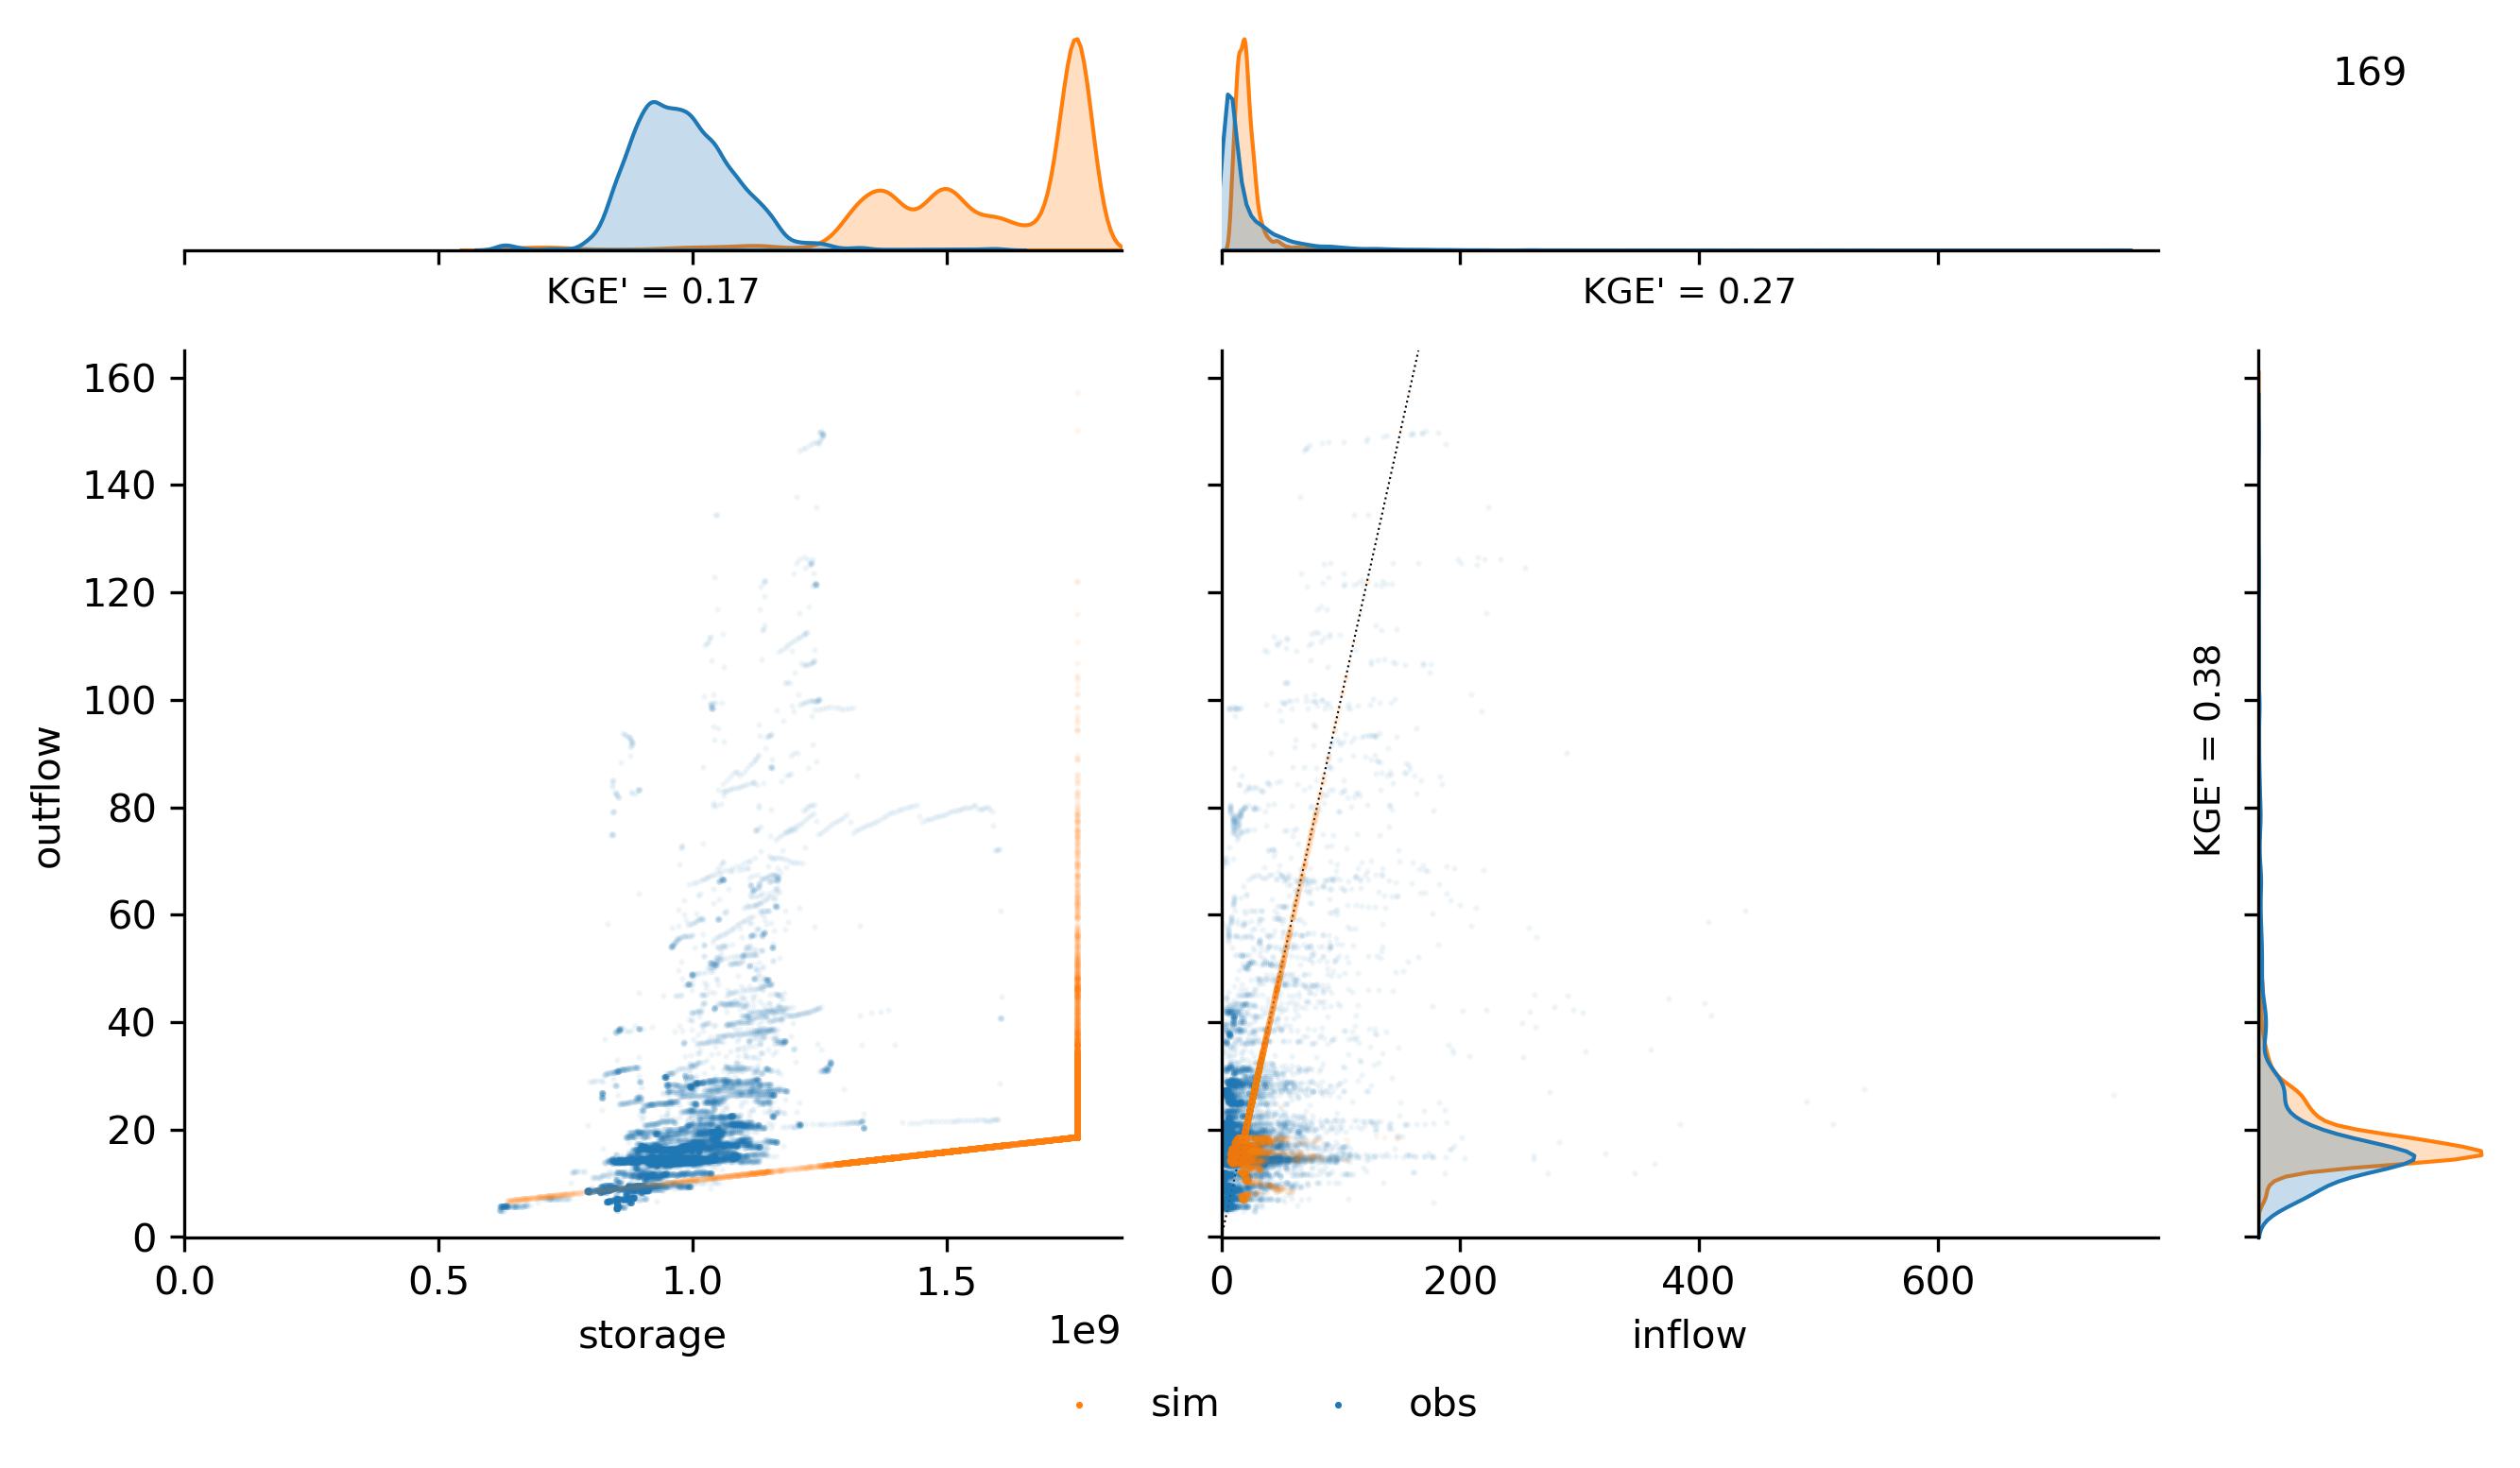 169
KGE' = 0.17
KGE' = 0.27
160
140
120
100
80
60
40
20
0
outflow
KGE' = 0.38
0.0 0.5 1.0 1.5
1e9
storage
0 200 400 600
inflow
sim obs